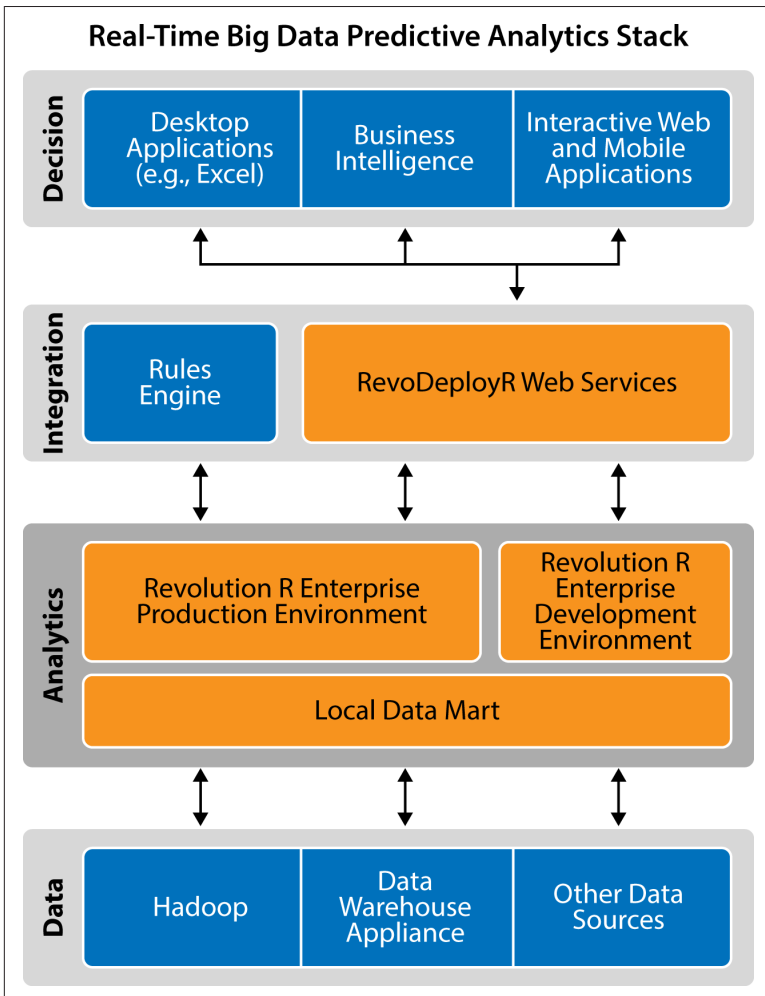 Real-Time Big Data Predictive Analytics Stack
Decision
Desktop
Applications
(e.g., Excel)
Business
Intelligence
Interactive Web
and Mobile
Applications
Integration
Rules
Engine
RevoDeployR Web Services
Analytics
Revolution R Enterprise
Production Environment
Revolution R
Enterprise
Development
Environment
Local Data Mart
Data
Hadoop
Data
Warehouse
Appliance
Other Data
Sources